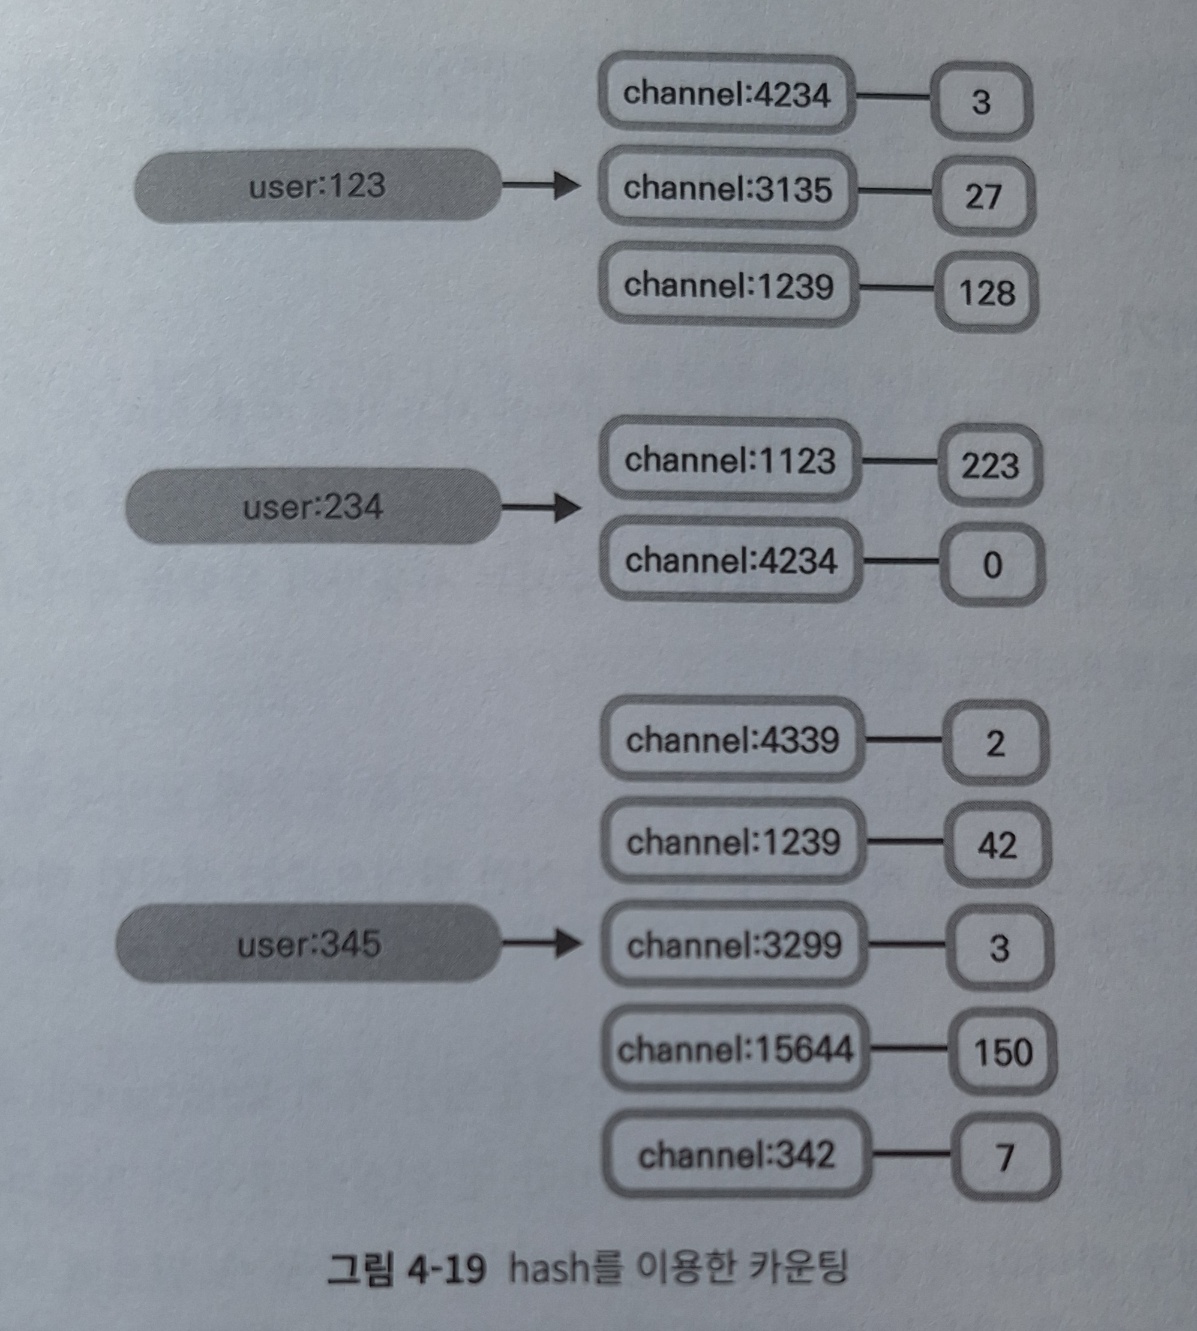 user:123
channel:4234 3
channel:3135 27
channel:1239 128
user:234
channel:1123 223
channel:4234 0
user:345
channel:4339 2
channel:1239 42
channel:3299 3
channel:15644 150
channel:342 7
그림 4-19 hash를 이용한 카운팅